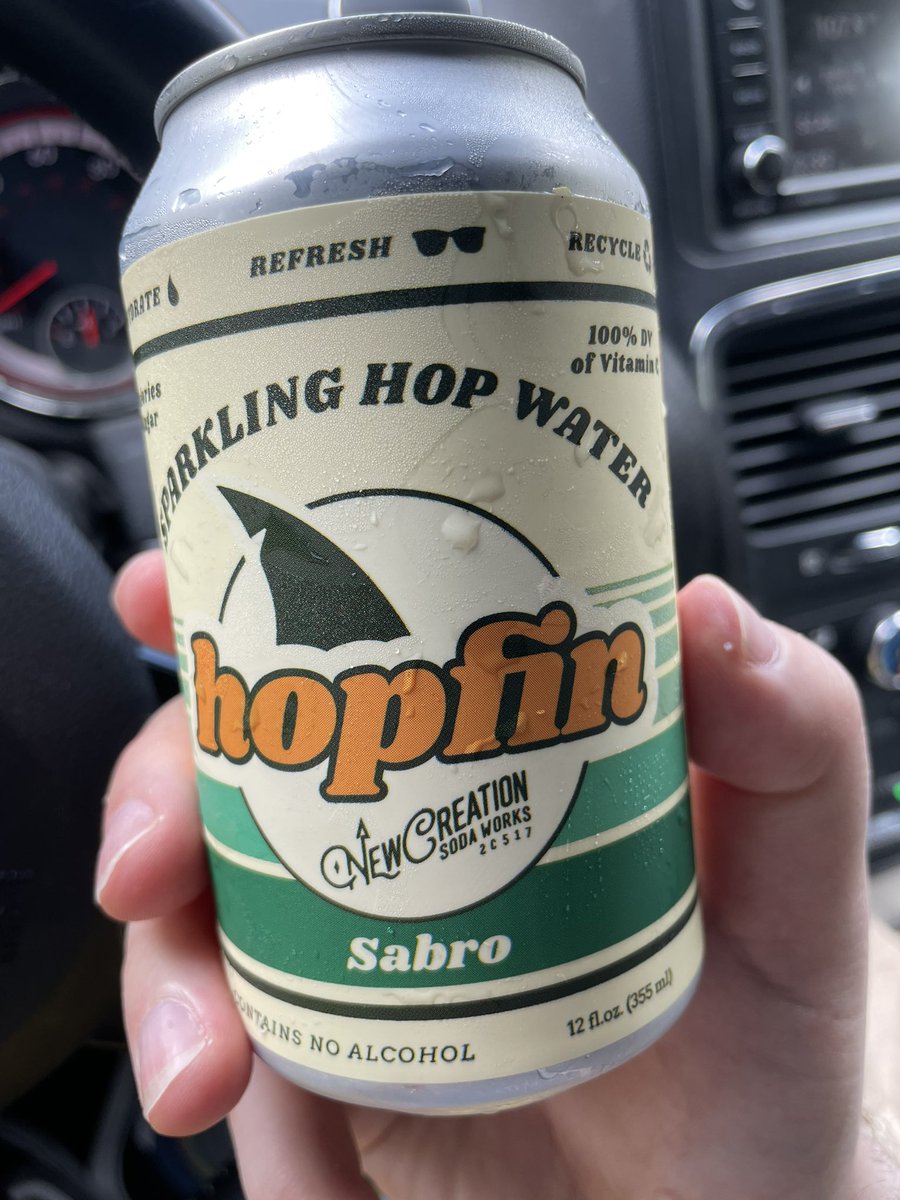 REFRESH
RECYCLE
100% DV
of Vitamin C
SPARKLING HOP WATER
hopfin
NEW CREATION
SODA WORKS
2C517
Sabro
CONTAINS NO ALCOHOL
12 fl.oz. (355 ml)